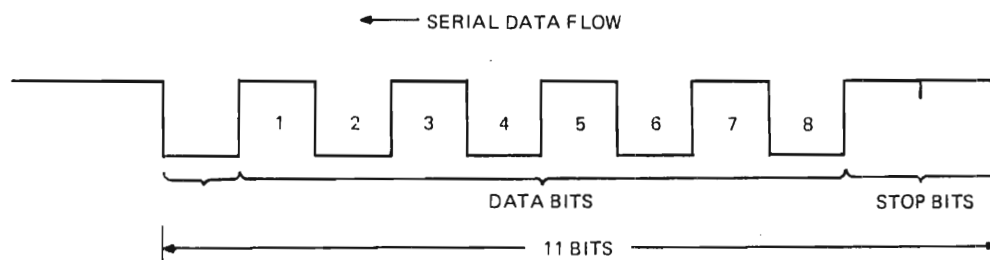 SERIAL DATA FLOW
1 2 3 4 5 6 7 8
DATA BITS STOP BITS
11 BITS